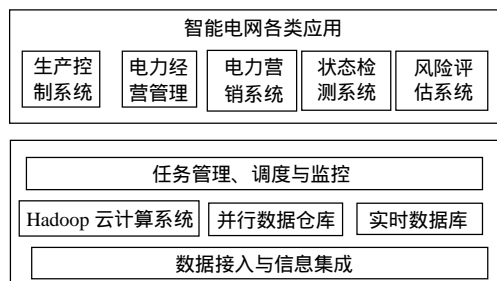 智能电网各类应用
生产控 电力经 电力营 状态检 风险评
制系统 营管理 销系统 测系统 估系统
任务管理、调度与监控
Hadoop 云计算系统 并行数据仓库 实时数据库
数据接入与信息集成